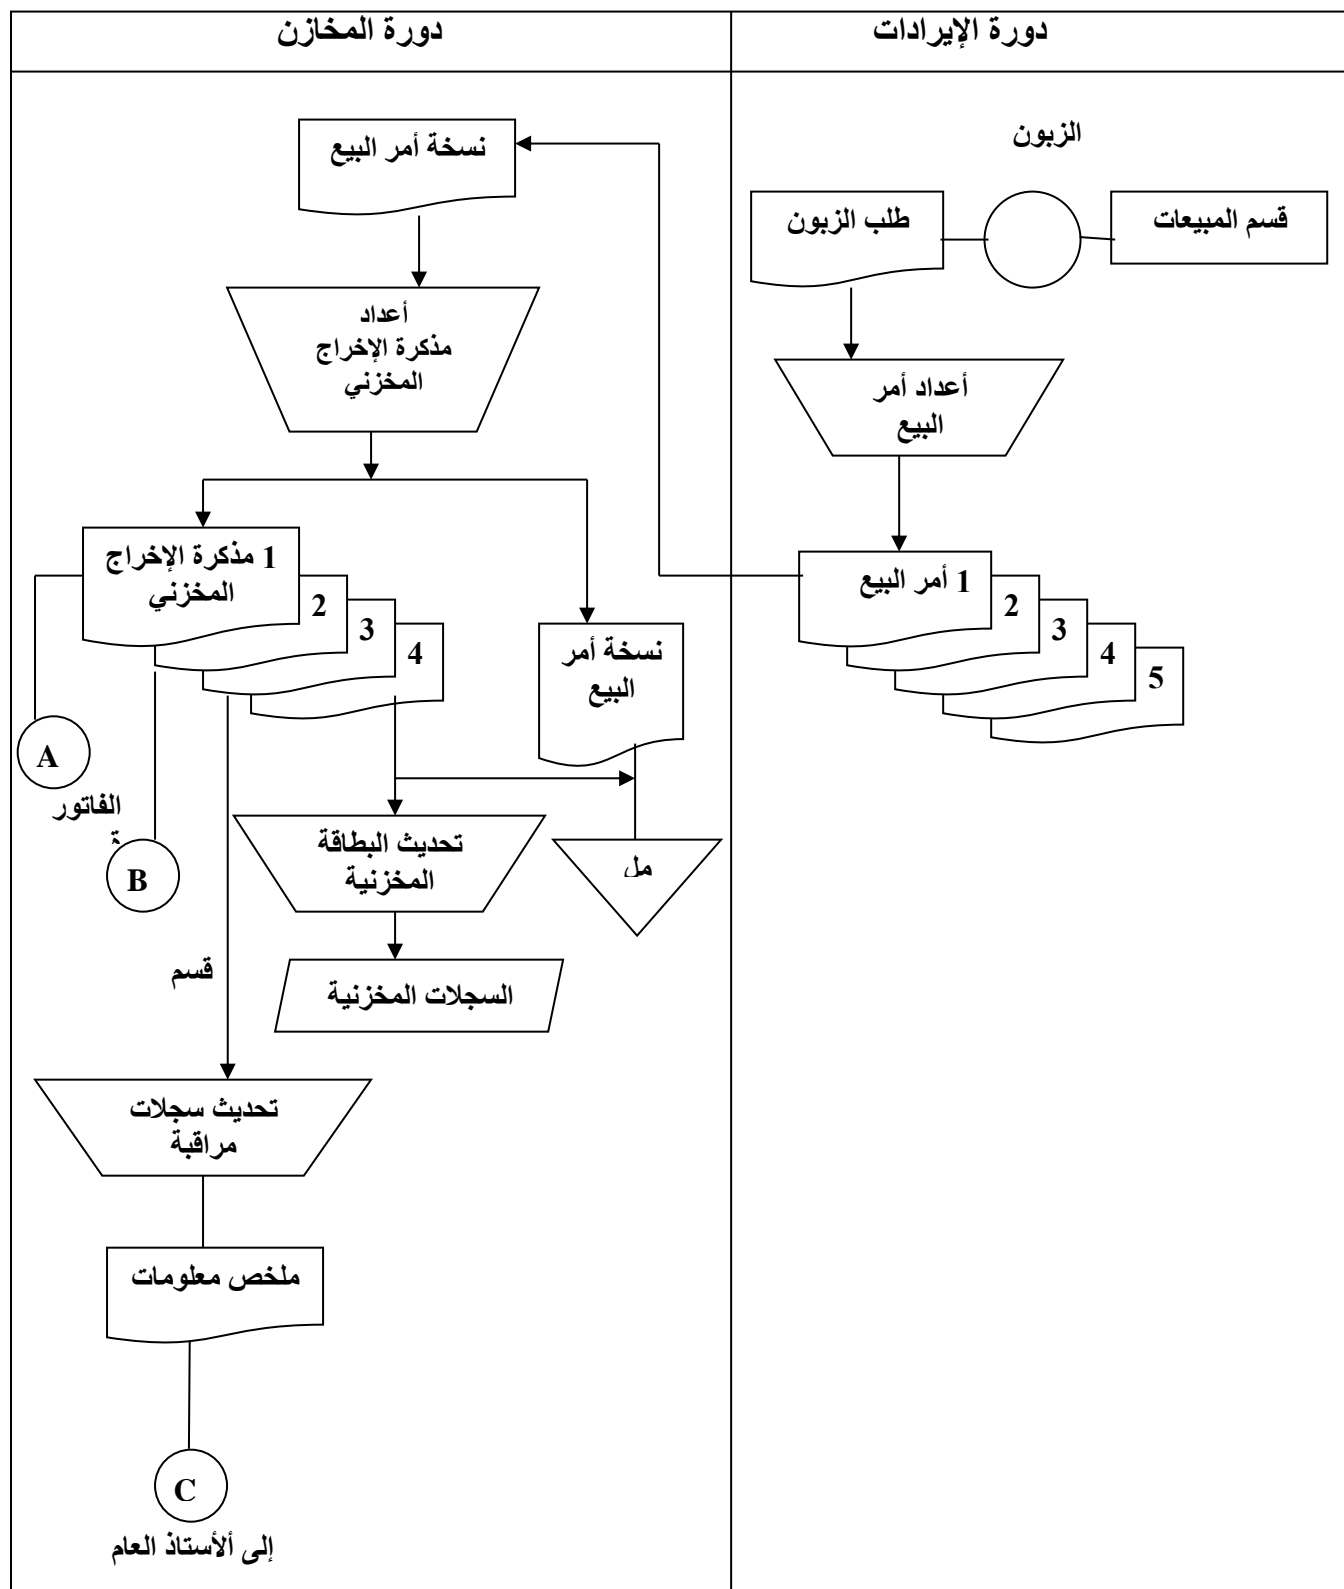 دورة الإيرادات
دورة المخازن
الزبون
قسم المبيعات
طلب الزبون
نسخة أمر البيع
أعداد
مذكرة الإخراج
المخزني
أعداد أمر
البيع
1 أمر البيع
2
3
4
5
1 مذكرة الإخراج
المخزني
2
3
4
نسخة أمر
البيع
A
الفاتور
ة
B
تحديث البطاقة
المخزنية
مل
قسم
السجلات المخزنية
تحديث سجلات
مراقبة
ملخص معلومات
C
إلى ألأستاذ العام